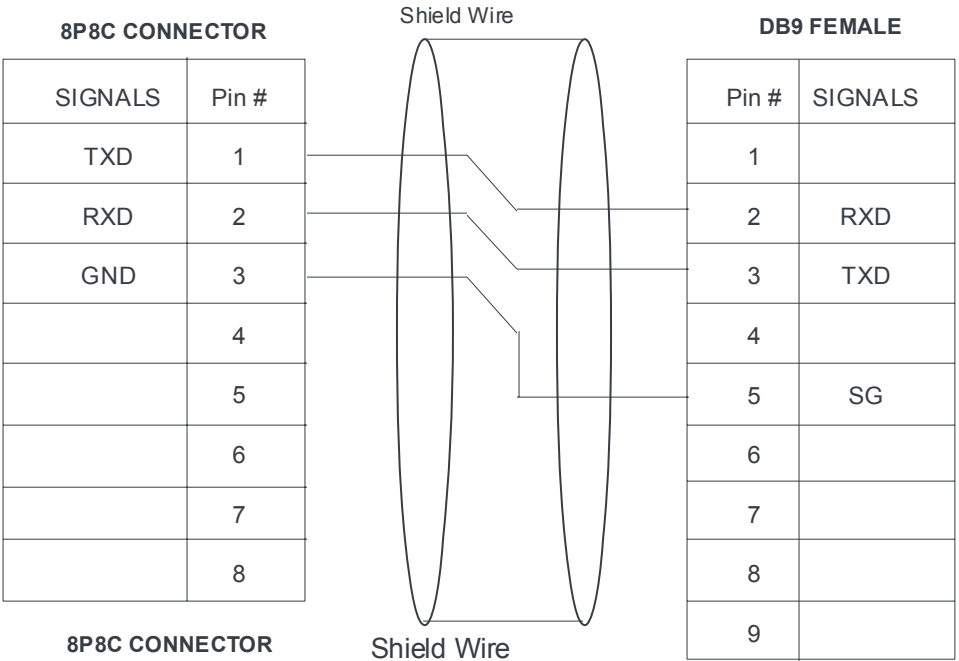 Shield Wire
8P8C CONNECTOR
DB9 FEMALE
SIGNALS Pin #
TXD 1
RXD 2
GND 3
4
5
6
7
8
Pin # SIGNALS
1
2 RXD
3 TXD
4
5 SG
6
7
8
9
8P8C CONNECTOR
Shield Wire